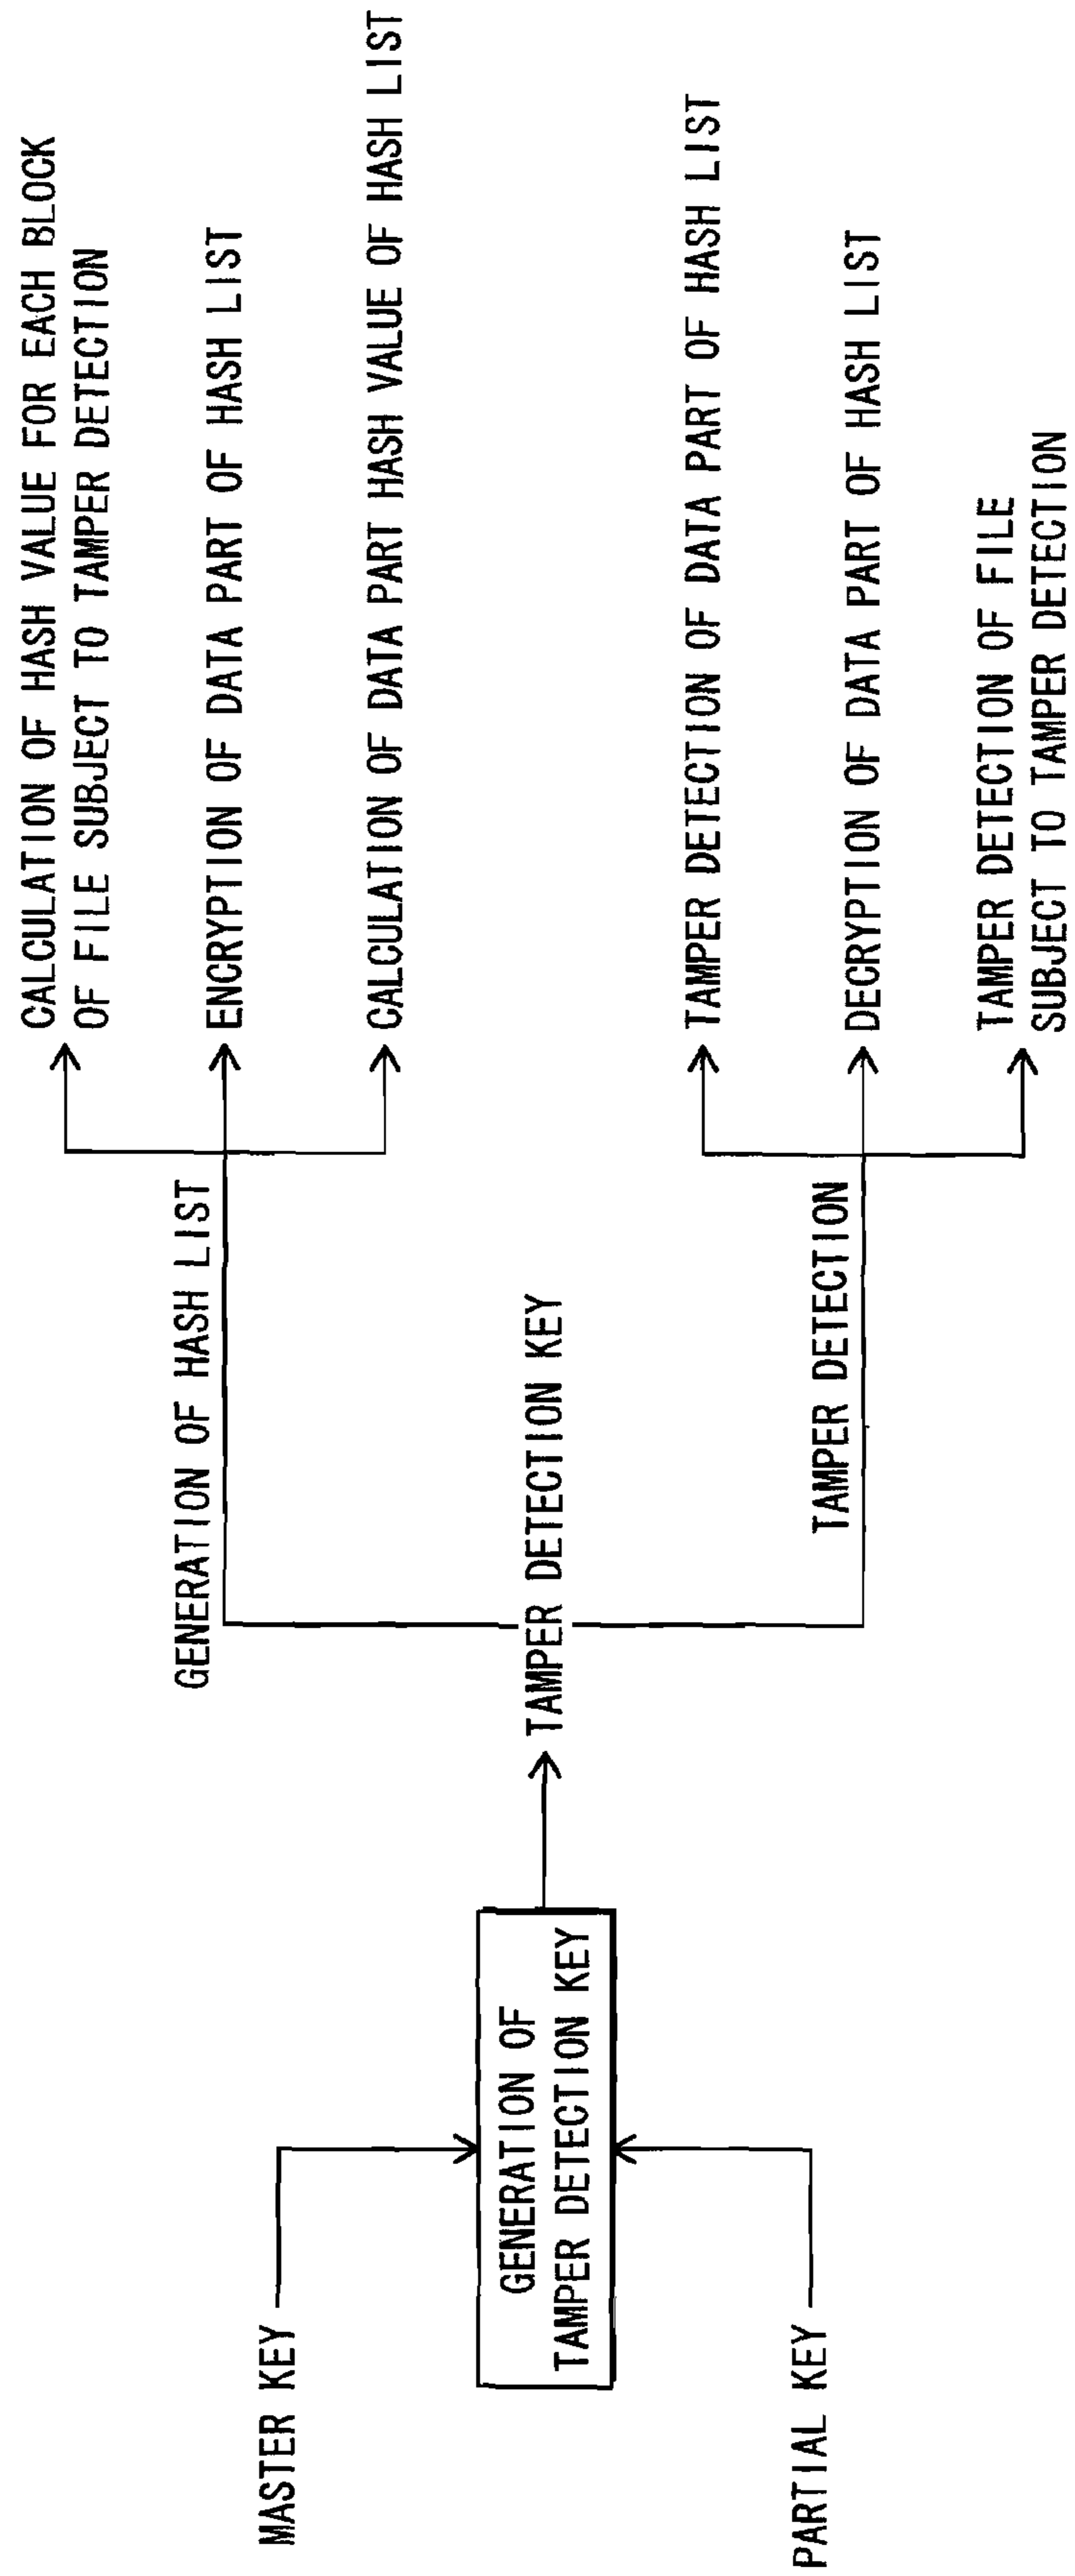 MASTER KEY
PARTIAL KEY
GENERATION OF
TAMPER DETECTION KEY
TAMPER DETECTION KEY
GENERATION OF HASH LIST
CALCULATION OF HASH VALUE FOR EACH BLOCK
OF FILE SUBJECT TO TAMPER DETECTION
ENCRYPTION OF DATA PART OF HASH LIST
CALCULATION OF DATA PART HASH VALUE OF HASH LIST
TAMPER DETECTION
TAMPER DETECTION OF DATA PART OF HASH LIST
DECRYPTION OF DATA PART OF HASH LIST
TAMPER DETECTION OF FILE
SUBJECT TO TAMPER DETECTION